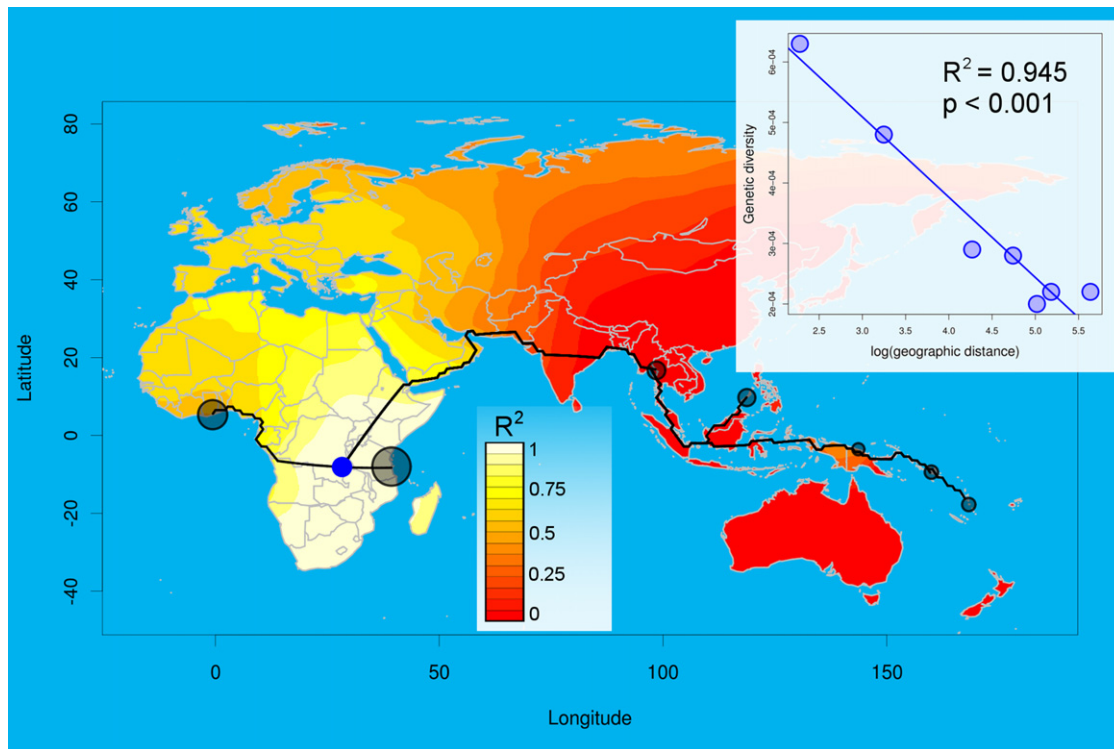 R² = 0.945
p < 0.001
Genetic diversity
6e-04
5e-04
4e-04
3e-04
2e-04
2.5 3.0 3.5 4.0 4.5 5.0 5.5
log(geographic distance)
Latitude
80
60
40
20
0
-20
-40
R²
1
0.75
0.5
0.25
0
0 50 100 150
Longitude